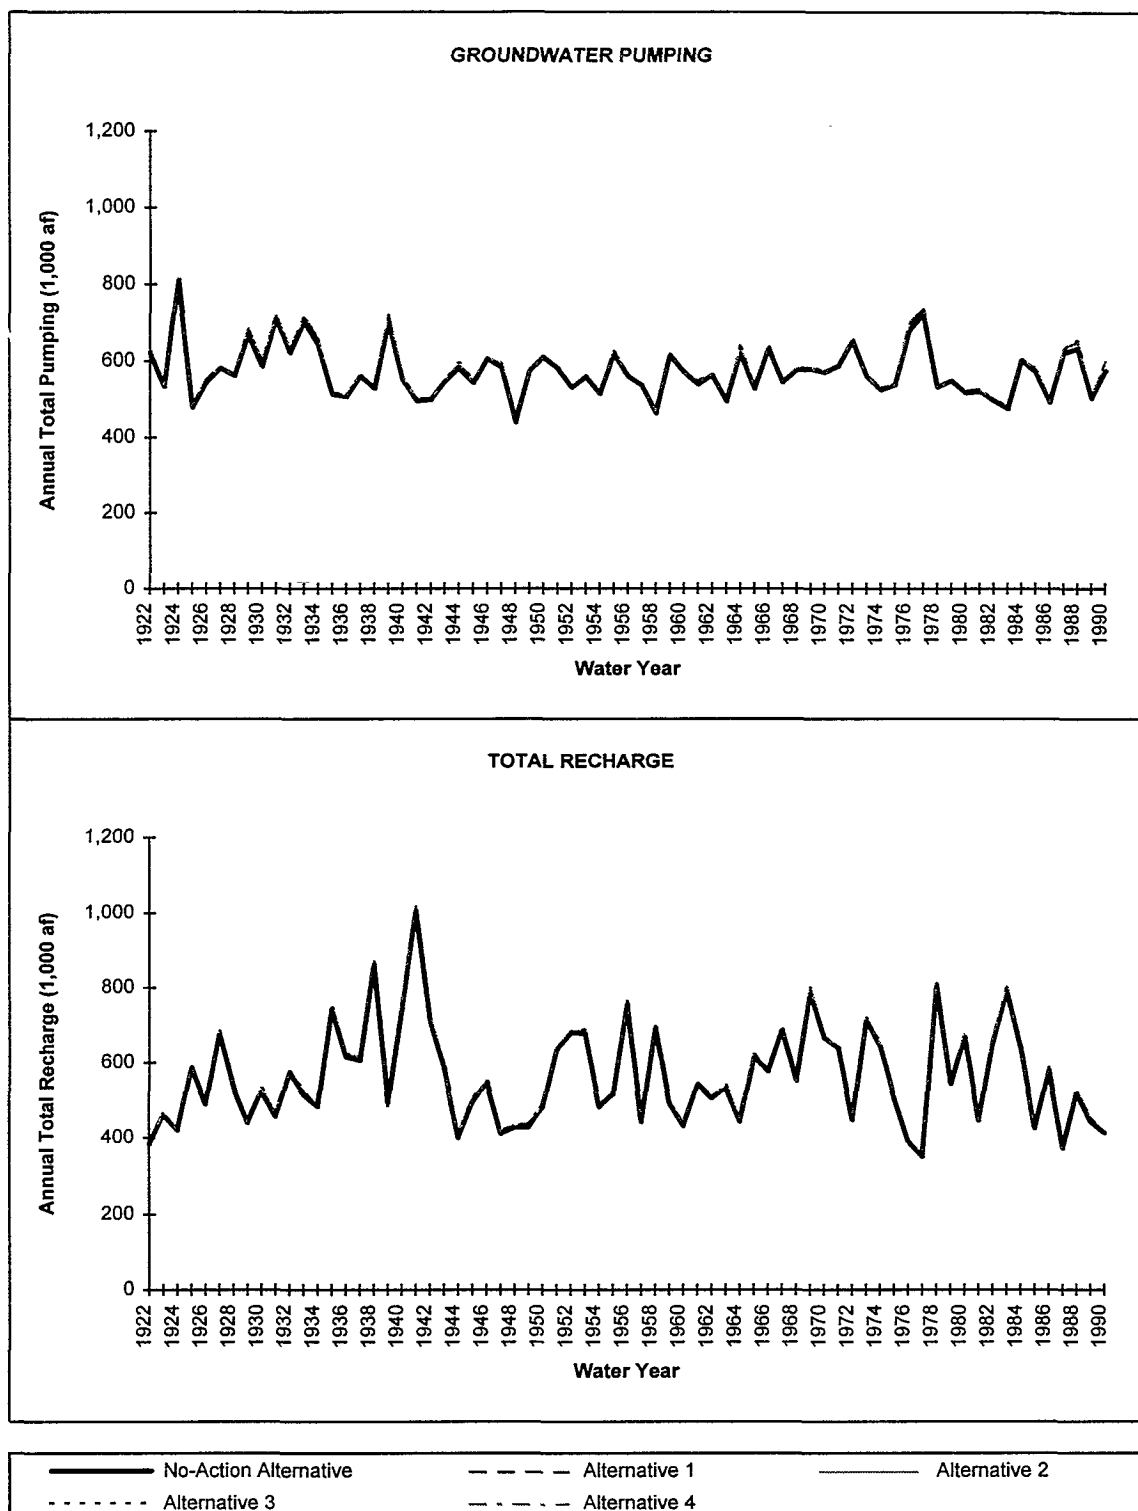 GROUNDWATER PUMPING
1,200
1,000
800
600
400
200
0
Annual Total Pumping (1,000 af)
1922 1924 1926 1928 1930 1932 1934 1936 1938 1940 1942 1944 1946 1948 1950 1952 1954 1956 1958 1960 1962 1964 1966 1968 1970 1972 1974 1976 1978 1980 1982 1984 1986 1988 1990
Water Year
TOTAL RECHARGE
1,200
1,000
800
600
400
200
0
Annual Total Recharge (1,000 af)
1922 1924 1926 1928 1930 1932 1934 1936 1938 1940 1942 1944 1946 1948 1950 1952 1954 1956 1958 1960 1962 1964 1966 1968 1970 1972 1974 1976 1978 1980 1982 1984 1986 1988 1990
Water Year
No-Action Alternative Alternative 1 Alternative 2
Alternative 3 Alternative 4